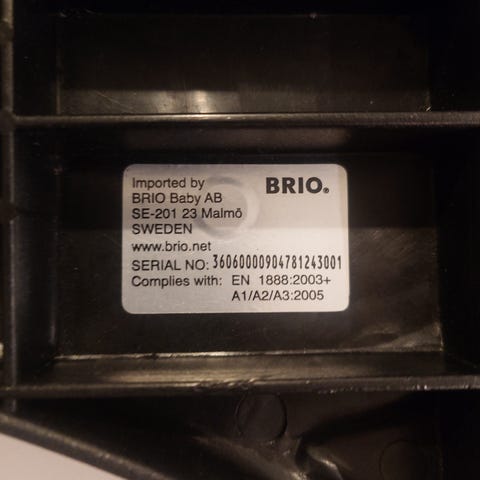 Imported by BRIO®
BRIO Baby AB
SE-201 23 Malmö
SWEDEN
www.brio.net
SERIAL NO: 36060000904781243001
Complies with: EN 1888:2003+
A1/A2/A3:2005